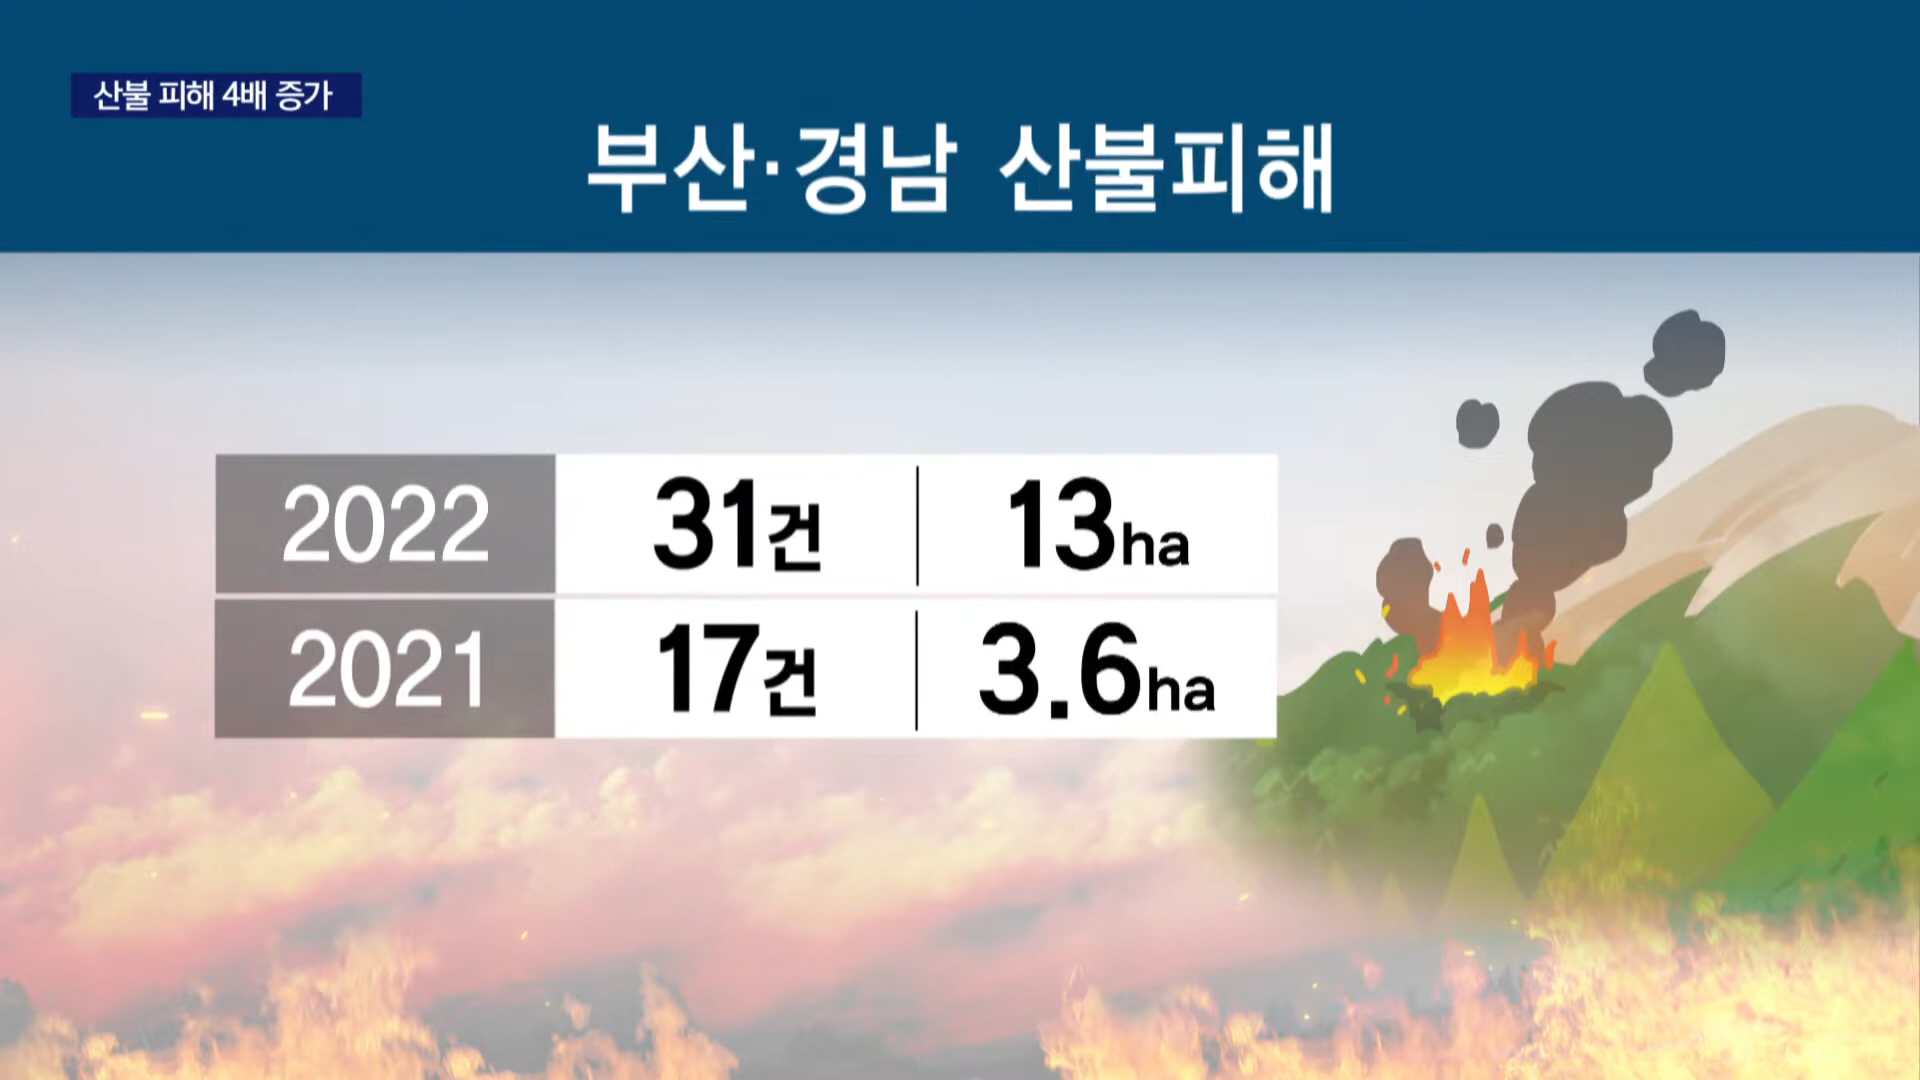 산불 피해 4배 증가
부산·경남 산불피해
2022 31건 13ha
2021 17건 3.6ha